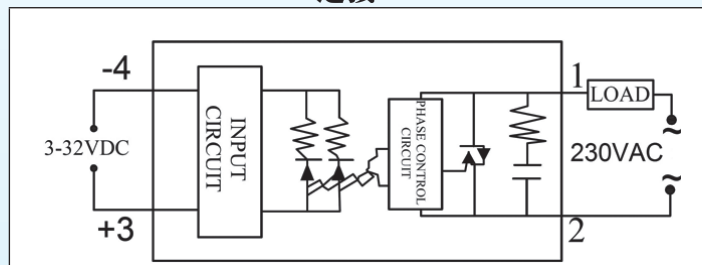 -4
1
LOAD
INPUT
CIRCUIT
PHASE CONTROL
CIRCUIT
3-32VDC
~
230VAC
~
+3
2